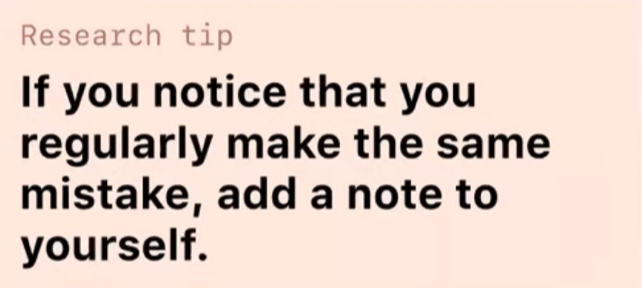 Research tip
If you notice that you
regularly make the same
mistake, add a note to
yourself.